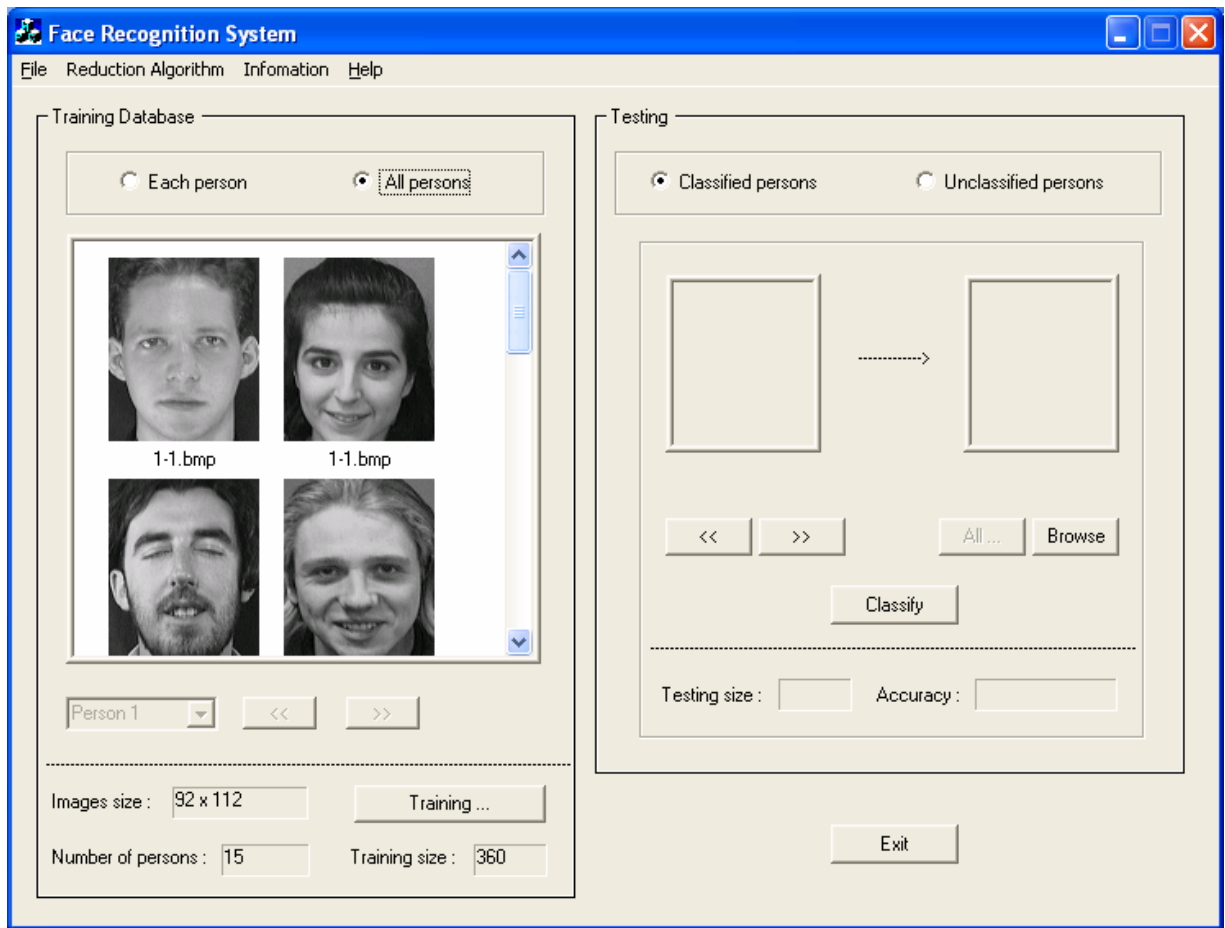 Face Recognition System
File Reduction Algorithm Infomation Help
Training Database
Each person All persons
1-1.bmp 1-1.bmp
Person 1 << >>
Images size : 92 x 112 Training ...
Number of persons : 15 Training size : 360
Testing
Classified persons Unclassified persons
------------>
<< >> All ... Browse
Classify
Testing size : Accuracy :
Exit